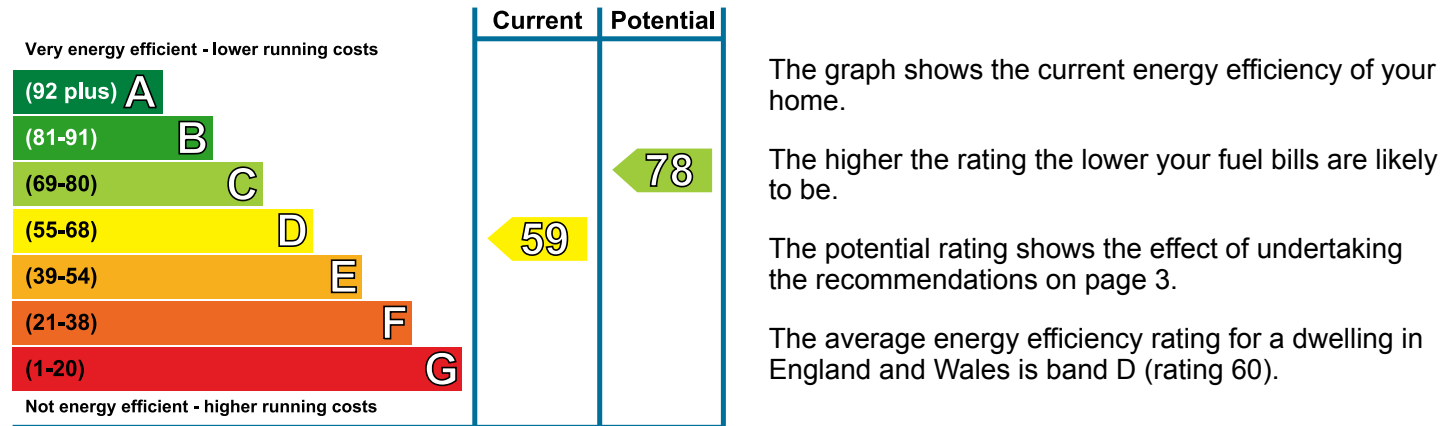 Current Potential
Very energy efficient - lower running costs
(92 plus) A
(81-91) B
(69-80) C
78
(55-68) D
59
(39-54) E
(21-38) F
(1-20) G
Not energy efficient - higher running costs
The graph shows the current energy efficiency of your
home.
The higher the rating the lower your fuel bills are likely
to be.
The potential rating shows the effect of undertaking
the recommendations on page 3.
The average energy efficiency rating for a dwelling in
England and Wales is band D (rating 60).